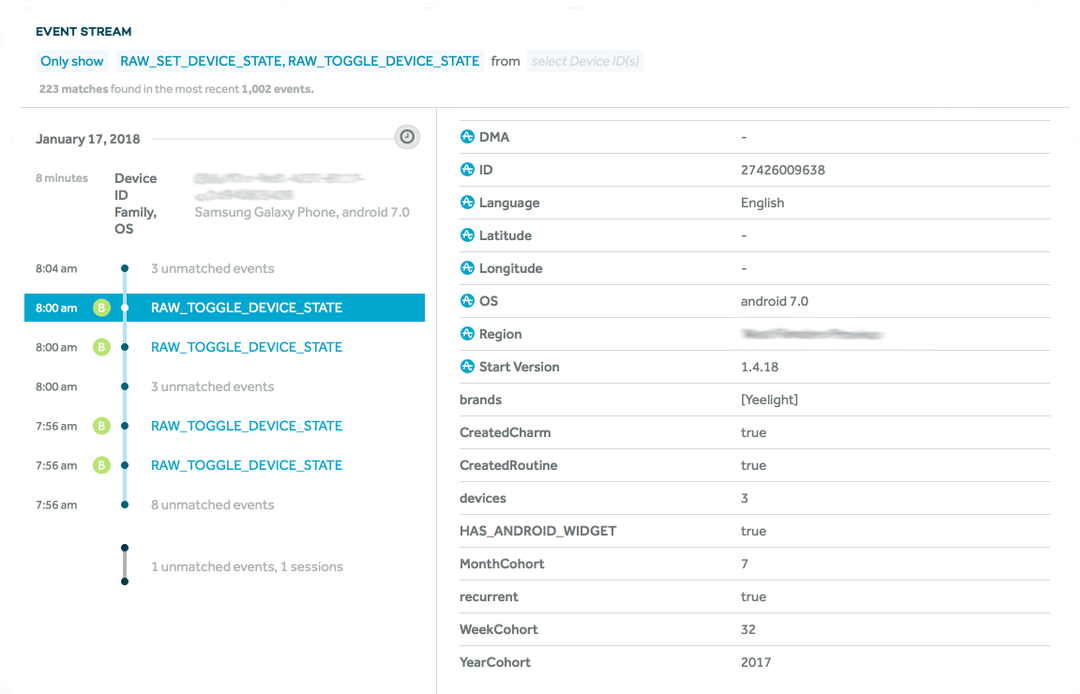 EVENT STREAM
Only show RAW_SET_DEVICE_STATE, RAW_TOGGLE_DEVICE_STATE from select Device ID(s)
223 matches found in the most recent 1,002 events.
January 17, 2018
8 minutes Device
ID
Family, Samsung Galaxy Phone, android 7.0
OS
8:04 am 3 unmatched events
8:00 am B RAW_TOGGLE_DEVICE_STATE
8:00 am B RAW_TOGGLE_DEVICE_STATE
8:00 am 3 unmatched events
7:56 am B RAW_TOGGLE_DEVICE_STATE
7:56 am B RAW_TOGGLE_DEVICE_STATE
7:56 am 8 unmatched events
1 unmatched events, 1 sessions
DMA -
ID 27426009638
Language English
Latitude -
Longitude -
OS android 7.0
Region
Start Version 1.4.18
brands [Yeelight]
CreatedCharm true
CreatedRoutine true
devices 3
HAS_ANDROID_WIDGET true
MonthCohort 7
recurrent true
WeekCohort 32
YearCohort 2017